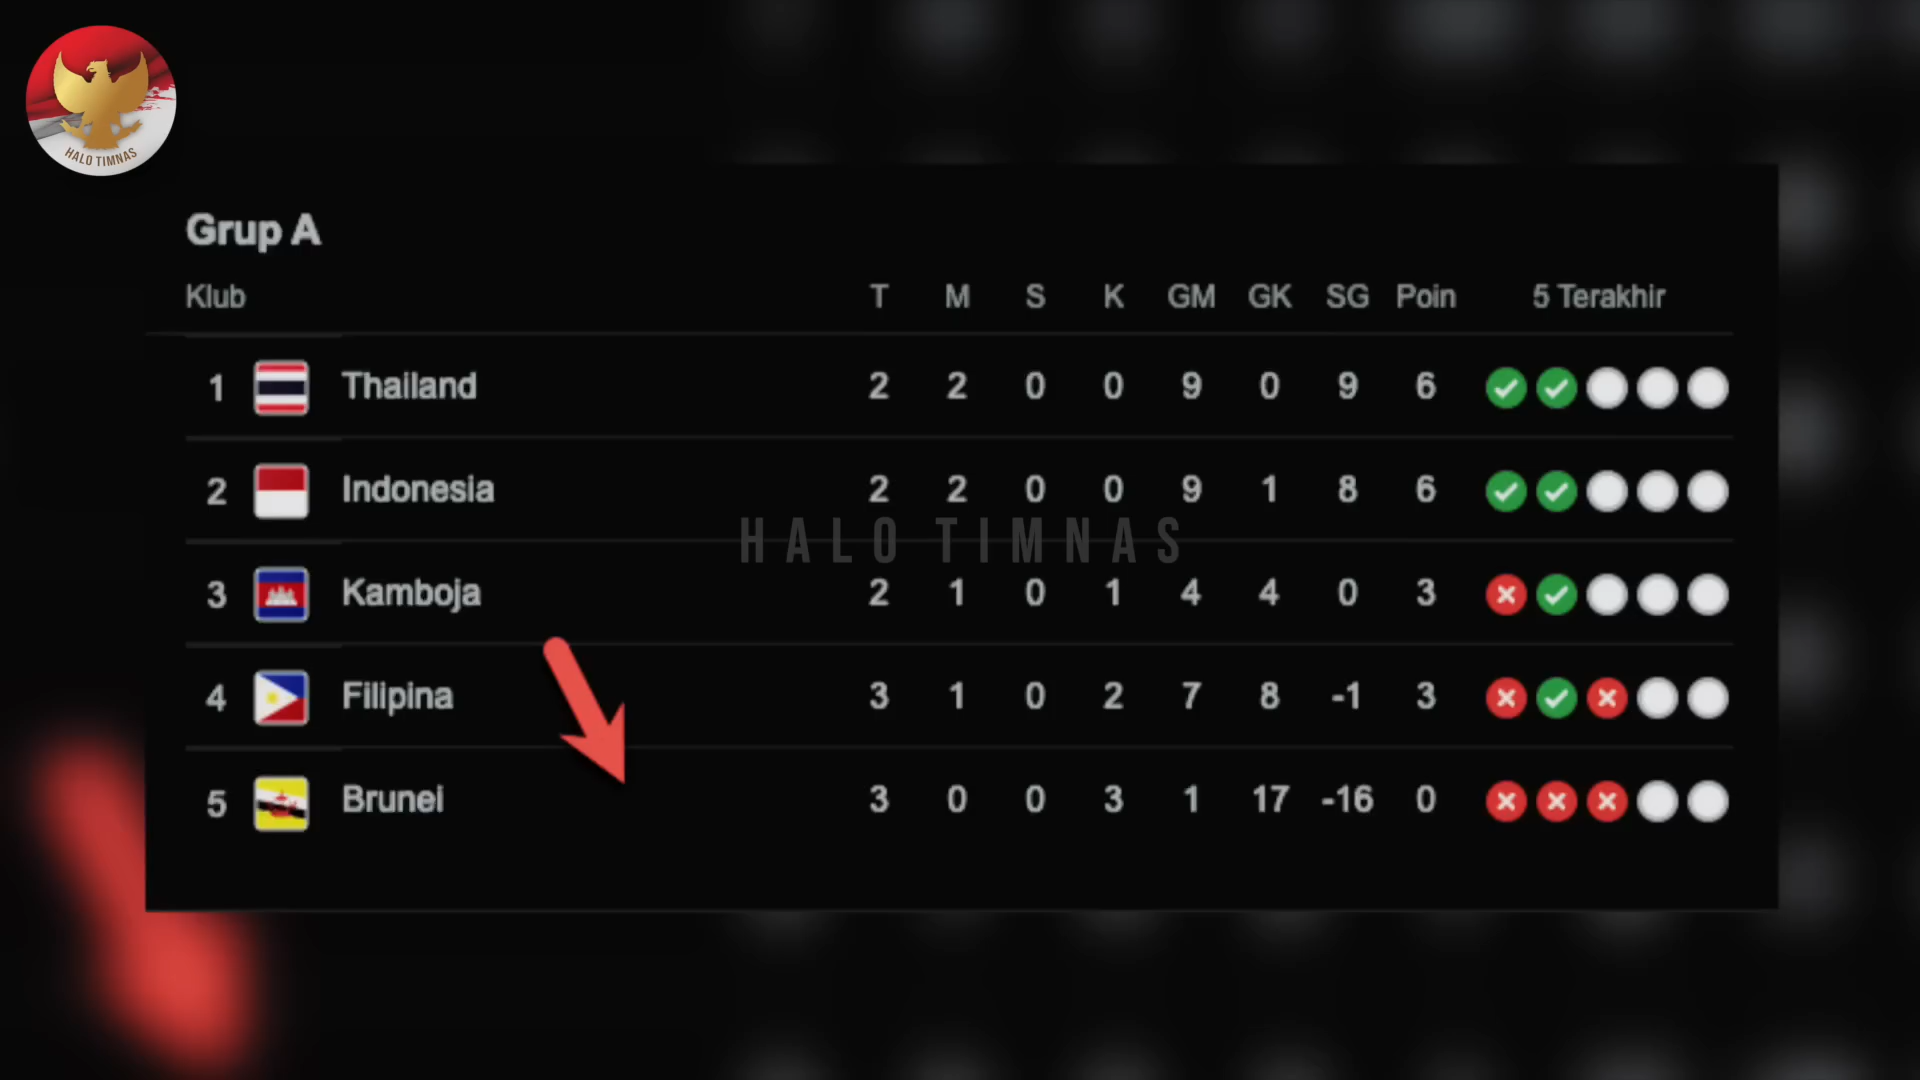 HALO TIMNAS
Grup A
Klub T M S K GM GK SG Poin 5 Terakhir
1 Thailand 2 2 0 0 9 0 9 6
2 Indonesia 2 2 0 0 9 1 8 6
HALO TIMNAS
3 Kamboja 2 1 0 1 4 4 0 3
4 Filipina 3 1 0 2 7 8 -1 3
5 Brunei 3 0 0 3 1 17 -16 0